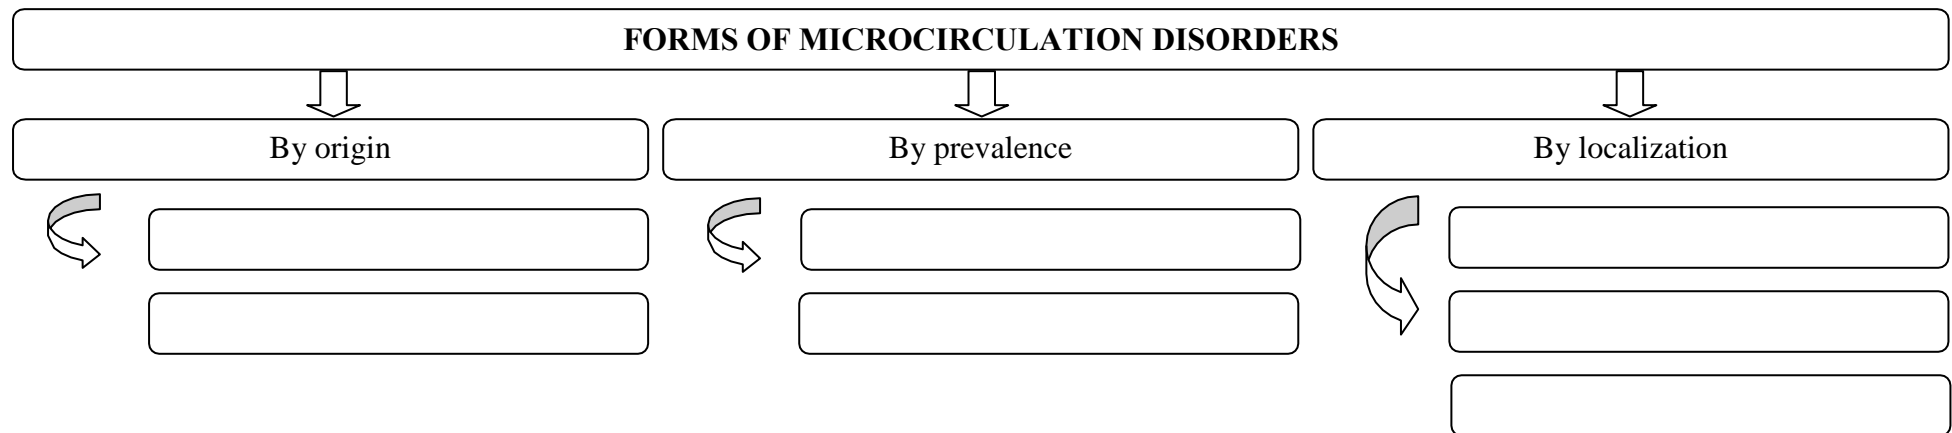 FORMS OF MICROCIRCULATION DISORDERS
By origin
By prevalence
By localization